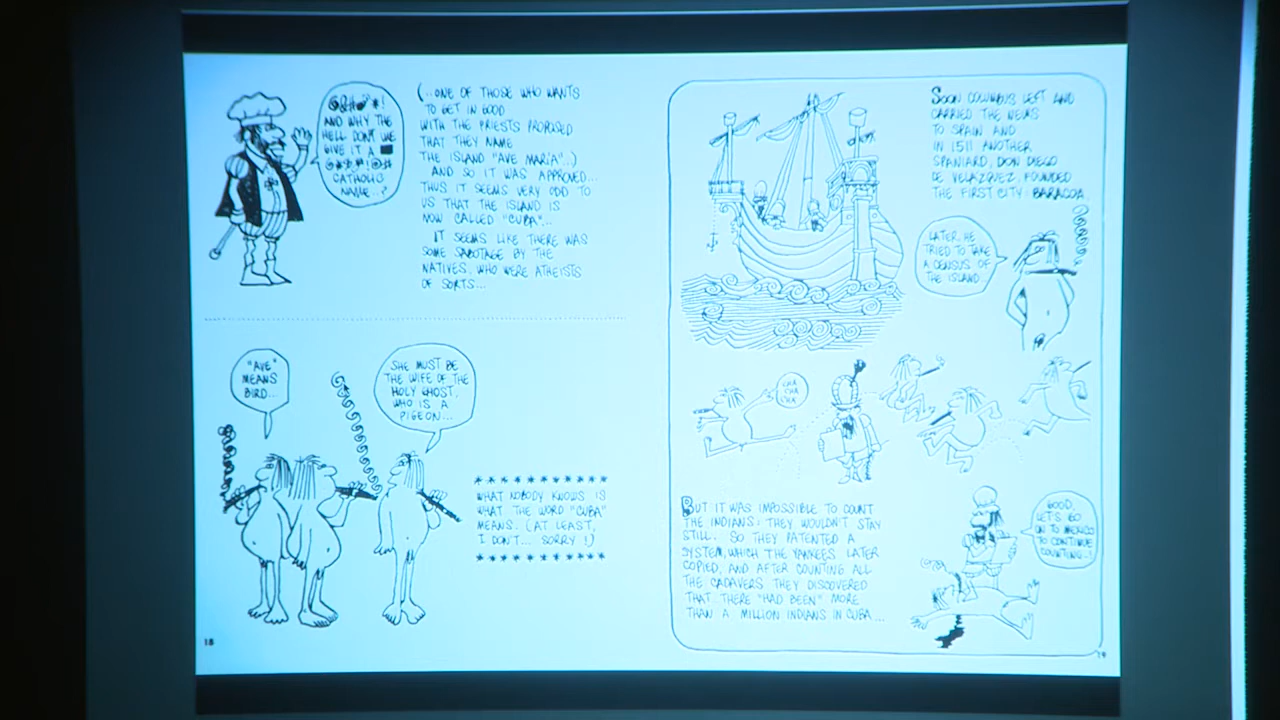 @&#*!
AND WHY THE
HELL DON'T WE
GIVE IT A
CATHOLIC
NAME..?
(..ONE OF THOSE WHO WANTS
TO GET IN GOOD
WITH THE PRIESTS PROPOSED
THAT THEY NAME
THE ISLAND "AVE MARIA"..)
AND SO IT WAS APPROVED...
THUS IT SEEMS VERY ODD TO
US THAT THE ISLAND IS
NOW CALLED "CUBA"...
IT SEEMS LIKE THERE WAS
SOME SABOTAGE BY THE
NATIVES, WHO WERE ATHEISTS
OF SORTS...
"AVE"
MEANS
BIRD...
SHE MUST BE
THE WIFE OF THE
HOLY GHOST,
WHO IS A
PIGEON...
WHAT NOBODY KNOWS IS
WHAT THE WORD "CUBA"
MEANS. (AT LEAST,
I DON'T... SORRY!)
18
SOON COLUMBUS LEFT AND
CARRIED THE NEWS
TO SPAIN AND
IN 1511 ANOTHER
SPANIARD, DON DIEGO
DE VELAZQUEZ, FOUNDED
THE FIRST CITY: BARACOA
LATER, HE
TRIED TO TAKE
A CENSUS OF
THE ISLAND
CHA
CHA
CHA
BUT IT WAS IMPOSSIBLE TO COUNT
THE INDIANS: THEY WOULDN'T STAY
STILL. SO THEY PATENTED A
SYSTEM, WHICH THE YANKEES LATER
COPIED, AND AFTER COUNTING ALL
THE CADAVERS THEY DISCOVERED
THAT THERE "HAD BEEN" MORE
THAN A MILLION INDIANS IN CUBA...
GOOD,
LET'S GO
ON TO MEXICO
TO CONTINUE
COUNTING..!
19